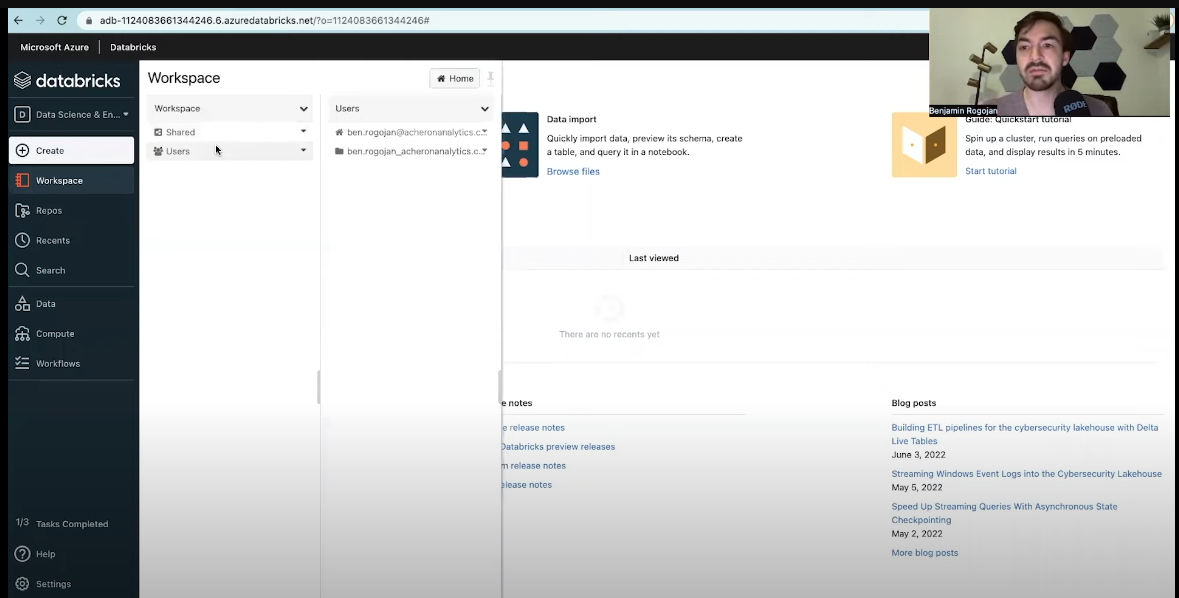 adb-1124083661344246.6.azuredatabricks.net/?o=1124083661344246#
Microsoft Azure
Databricks
databricks
Data Science & En...
Create
Workspace
Repos
Recents
Search
Data
Compute
Workflows
1/3 Tasks Completed
Help
Settings
Workspace
Home
Workspace
Shared
Users
Users
ben.rogojan@acheronanalytics.c..
ben.rogojan_acheronanalytics.c..
Data import
Quickly import data, preview its schema, create
a table, and query it in a notebook.
Browse files
Benjamin Rogojan
RØDE
Guide: Quickstart tutorial
Spin up a cluster, run queries on preloaded
data, and display results in 5 minutes.
Start tutorial
Last viewed
There are no recents yet
e notes
e release notes
Databricks preview releases
m release notes
elease notes
Blog posts
Building ETL pipelines for the cybersecurity lakehouse with Delta
Live Tables
June 3, 2022
Streaming Windows Event Logs into the Cybersecurity Lakehouse
May 5, 2022
Speed Up Streaming Queries With Asynchronous State
Checkpointing
May 2, 2022
More blog posts